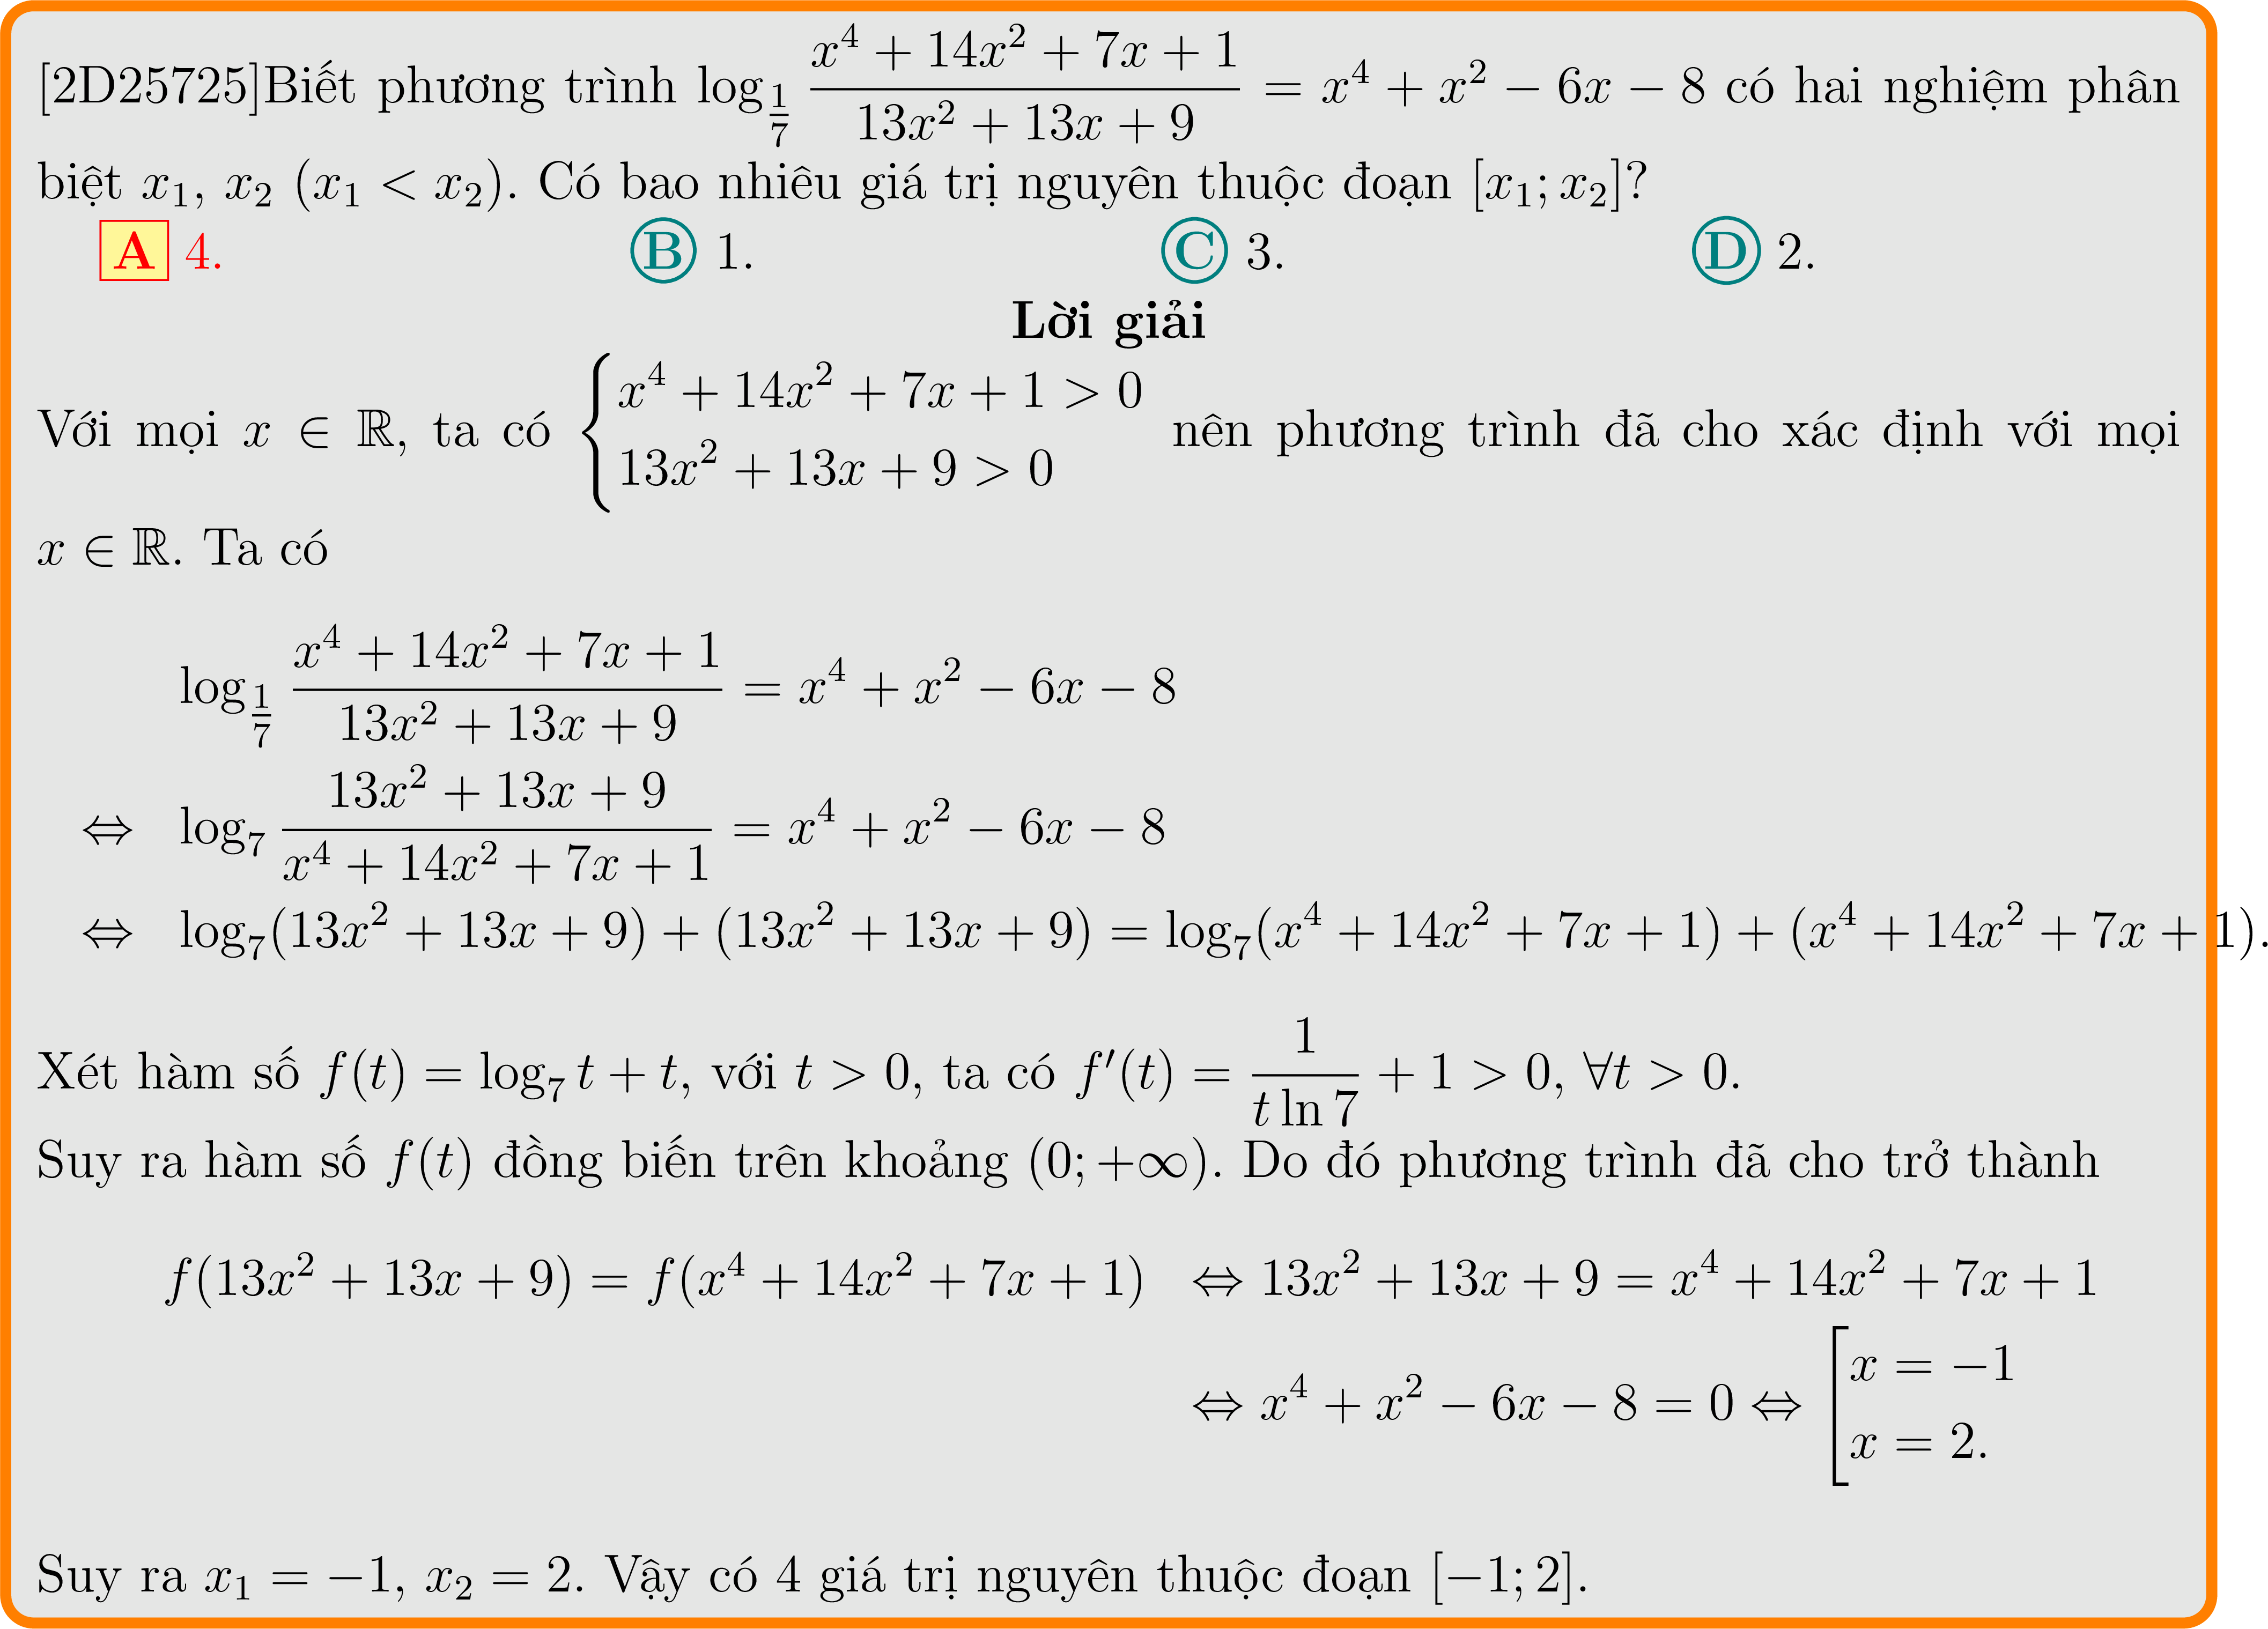 [2D25725]Biết phương trình $\log_{\frac{1}{7}} \frac{x^4 + 14x^2 + 7x + 1}{13x^2 + 13x + 9} = x^4 + x^2 - 6x - 8$ có hai nghiệm phân
biệt $x_1$, $x_2$ $(x_1 < x_2)$. Có bao nhiêu giá trị nguyên thuộc đoạn $[x_1; x_2]$?
A 4. B 1. C 3. D 2.
Lời giải
Với mọi $x \in \mathbb{R}$, ta có $\begin{cases} x^4 + 14x^2 + 7x + 1 > 0 \\ 13x^2 + 13x + 9 > 0 \end{cases}$ nên phương trình đã cho xác định với mọi
$x \in \mathbb{R}$. Ta có
$\log_{\frac{1}{7}} \frac{x^4 + 14x^2 + 7x + 1}{13x^2 + 13x + 9} = x^4 + x^2 - 6x - 8$
$\Leftrightarrow \log_7 \frac{13x^2 + 13x + 9}{x^4 + 14x^2 + 7x + 1} = x^4 + x^2 - 6x - 8$
$\Leftrightarrow \log_7(13x^2 + 13x + 9) + (13x^2 + 13x + 9) = \log_7(x^4 + 14x^2 + 7x + 1) + (x^4 + 14x^2 + 7x + 1).$
Xét hàm số $f(t) = \log_7 t + t$, với $t > 0$, ta có $f'(t) = \frac{1}{t \ln 7} + 1 > 0$, $\forall t > 0$.
Suy ra hàm số $f(t)$ đồng biến trên khoảng $(0; +\infty)$. Do đó phương trình đã cho trở thành
$f(13x^2 + 13x + 9) = f(x^4 + 14x^2 + 7x + 1) \Leftrightarrow 13x^2 + 13x + 9 = x^4 + 14x^2 + 7x + 1$
$\Leftrightarrow x^4 + x^2 - 6x - 8 = 0 \Leftrightarrow \left[ \begin{array}{l} x = -1 \\ x = 2. \end{array} \right.$
Suy ra $x_1 = -1$, $x_2 = 2$. Vậy có 4 giá trị nguyên thuộc đoạn $[-1; 2]$.